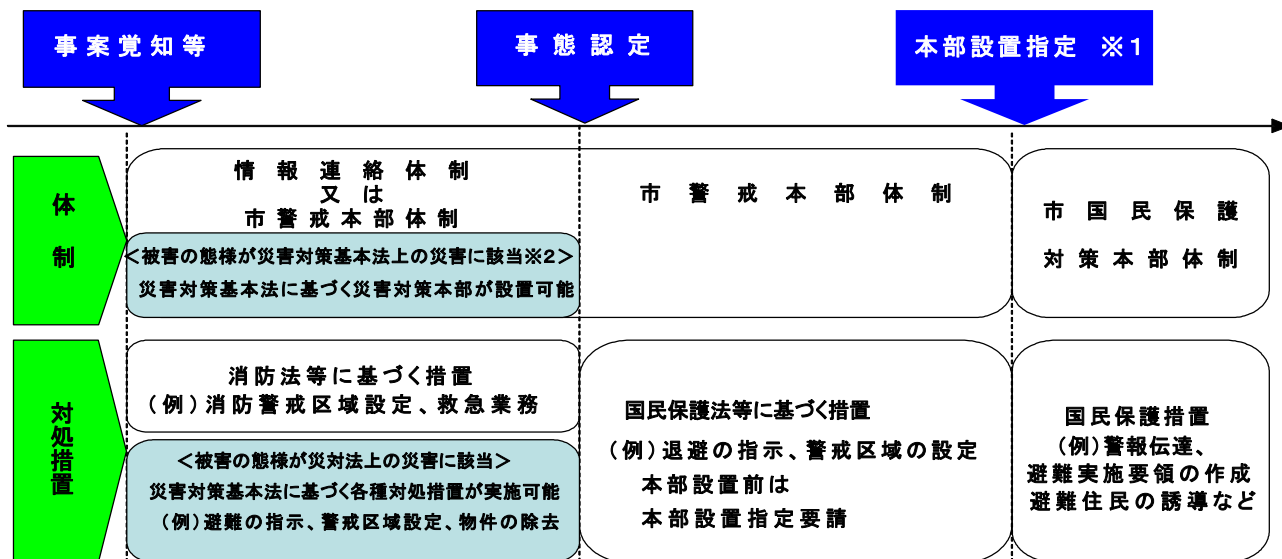 事案覚知等
事態認定
本部設置指定 ※1
体制
情報連絡体制
又は
市警戒本部体制
<被害の態様が災害対策基本法上の災害に該当※2>
災害対策基本法に基づく災害対策本部が設置可能
市警戒本部体制
市国民保護
対策本部体制
対処措置
消防法等に基づく措置
(例)消防警戒区域設定、救急業務
<被害の態様が災対法上の災害に該当>
災害対策基本法に基づく各種対処措置が実施可能
(例)避難の指示、警戒区域設定、物件の除去
国民保護法等に基づく措置
(例)退避の指示、警戒区域の設定
本部設置前は
本部設置指定要請
国民保護措置
(例)警報伝達、
避難実施要領の作成
避難住民の誘導など